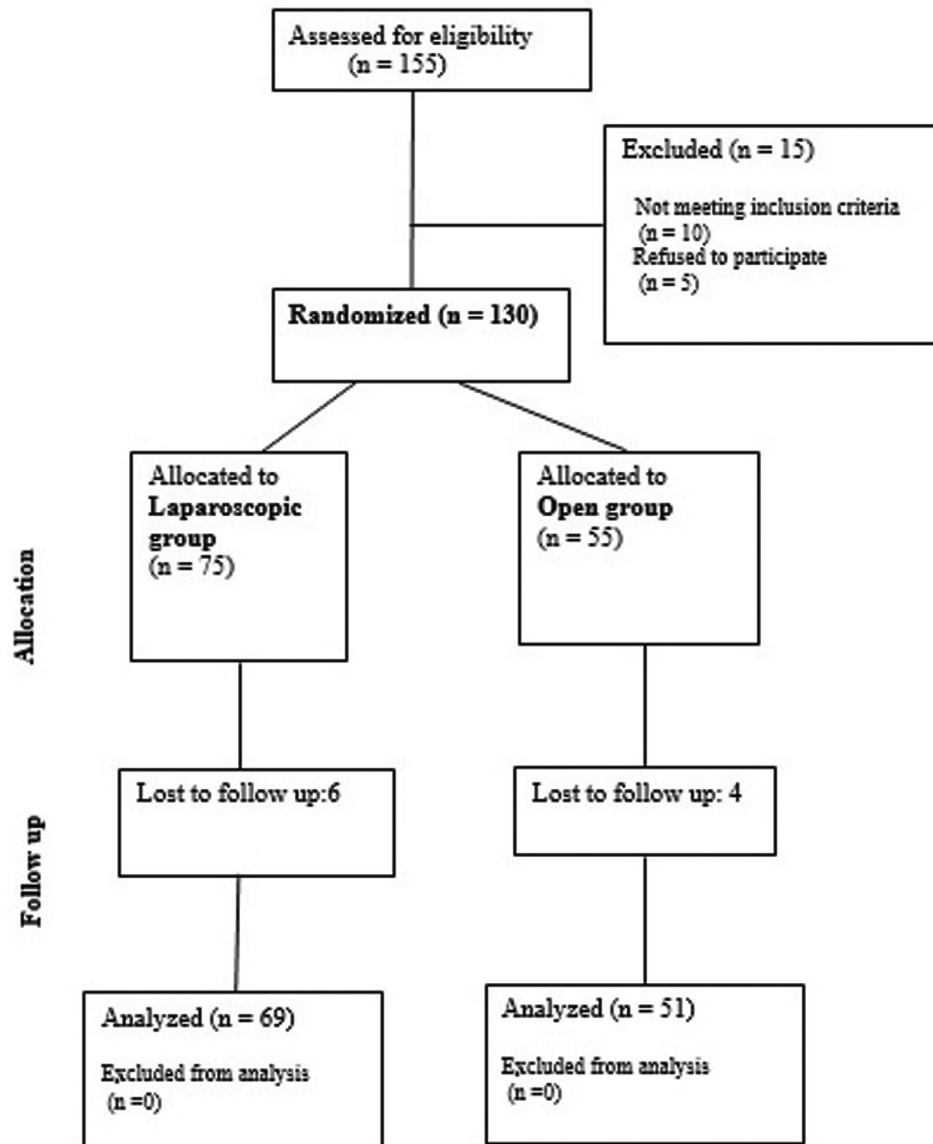 Assessed for eligibility
(n = 155)
Excluded (n = 15)
Not meeting inclusion criteria
(n = 10)
Refused to participate
(n = 5)
Randomized (n = 130)
Allocated to
Laparoscopic
group
(n = 75)
Allocated to
Open group
(n = 55)
Allocation
Lost to follow up:6
Lost to follow up: 4
Follow up
Analyzed (n = 69)
Excluded from analysis
(n =0)
Analyzed (n = 51)
Excluded from analysis
(n =0)